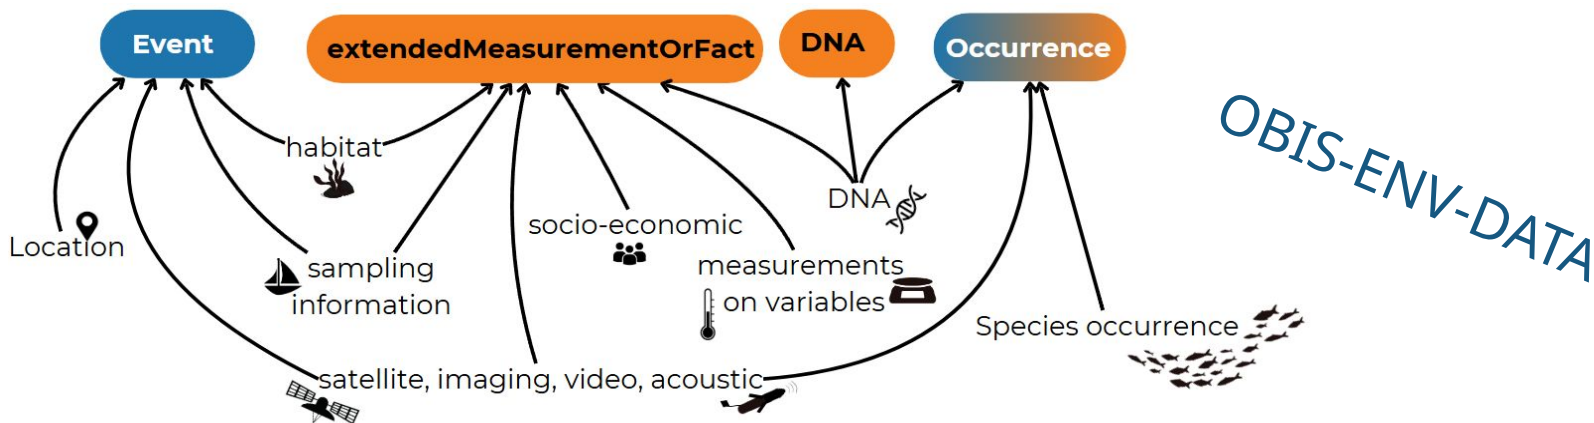 Event
extendedMeasurementOrFact
DNA
Occurrence
OBIS-ENV-DATA
habitat
DNA
Location
socio-economic
sampling
information
measurements
on variables
Species occurrence
satellite, imaging, video, acoustic